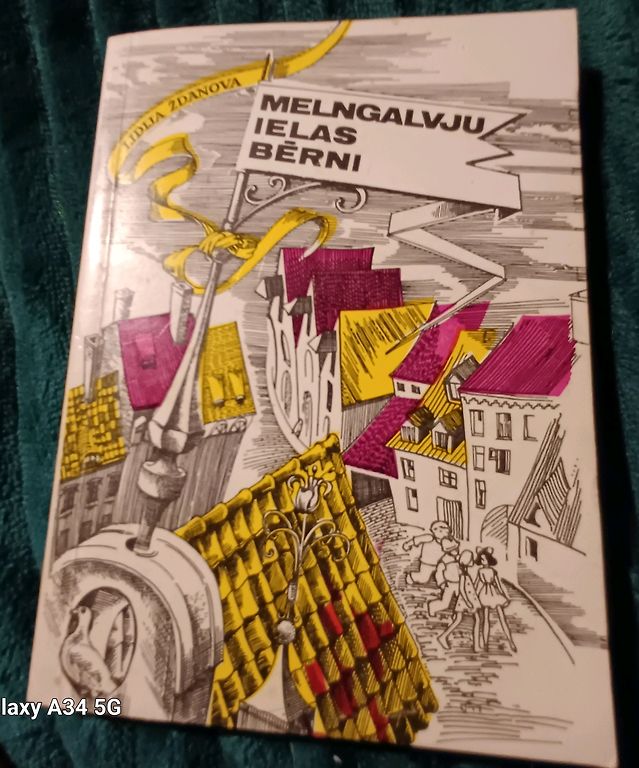 LIDIJA ŽDANOVA
MELNGALVJU
IELAS
BĒRNI
laxy A34 5G